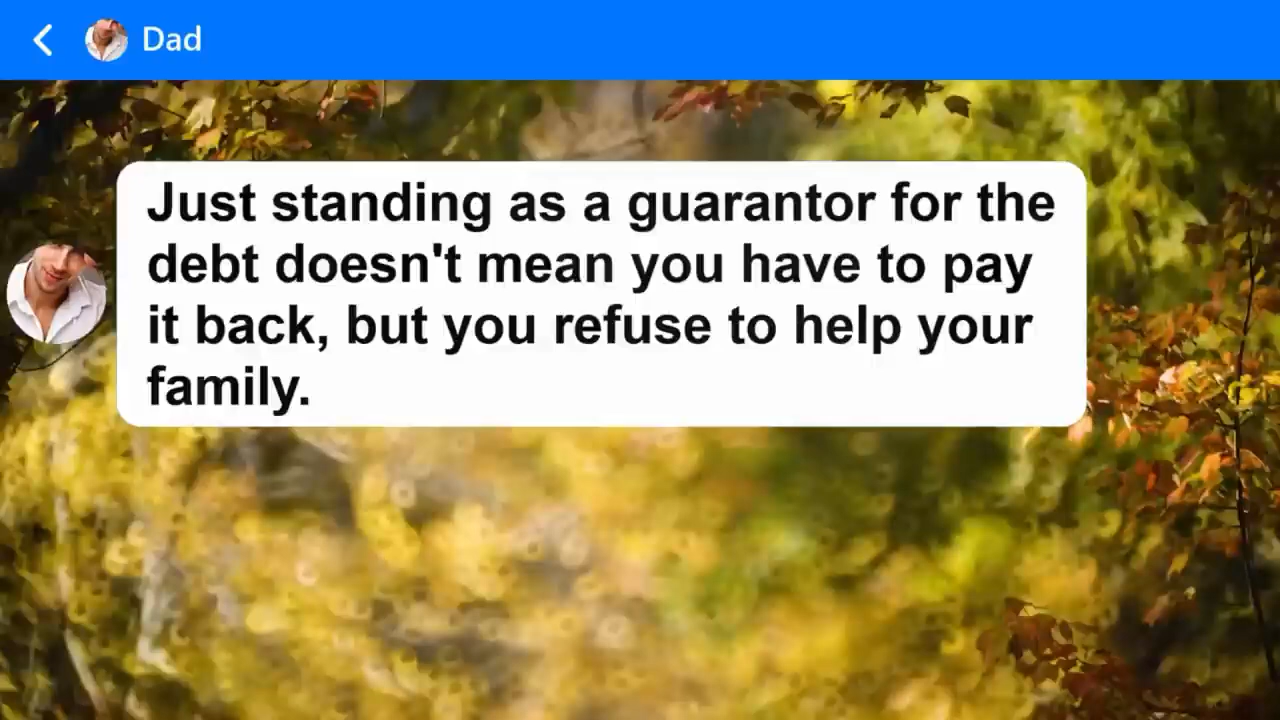 Dad
Just standing as a guarantor for the
debt doesn't mean you have to pay
it back, but you refuse to help your
family.